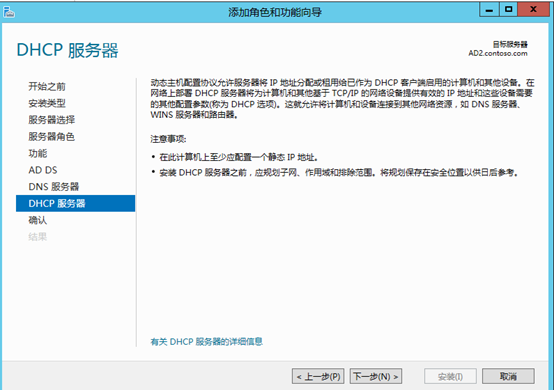 添加角色和功能向导
DHCP 服务器
目标服务器
AD2.contoso.com
开始之前
安装类型
服务器选择
服务器角色
功能
AD DS
DNS 服务器
DHCP 服务器
确认
结果
动态主机配置协议允许服务器将 IP 地址分配或租用给已作为 DHCP 客户端启用的计算机和其他设备。在
网络上部署 DHCP 服务器将为计算机和其他基于 TCP/IP 的网络设备提供有效的 IP 地址和这些设备需要
的其他配置参数(称为 DHCP 选项)。这就允许将计算机和设备连接到其他网络资源，如 DNS 服务器、
WINS 服务器和路由器。
注意事项:
• 在此计算机上至少应配置一个静态 IP 地址。
• 安装 DHCP 服务器之前，应规划子网、作用域和排除范围。将规划保存在安全位置以供日后参考。
有关 DHCP 服务器的详细信息
< 上一步(P)
下一步(N) >
安装(I)
取消